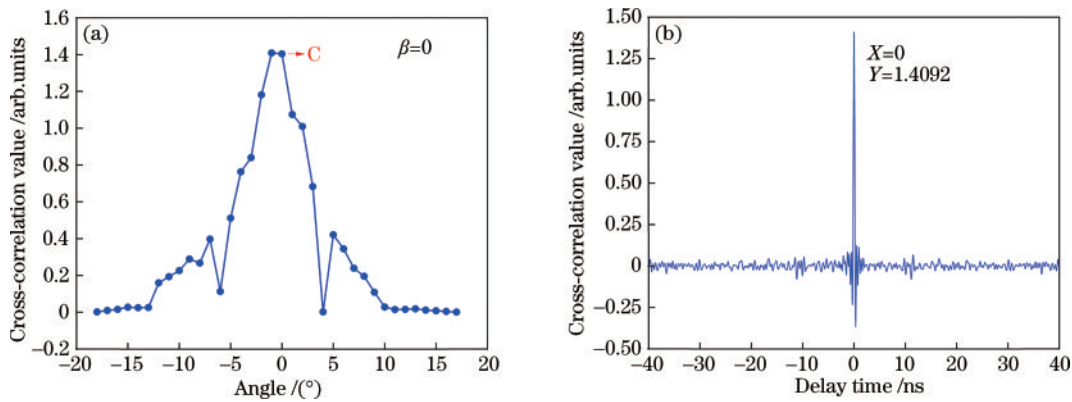 (a)
β=0
C
Cross-correlation value /arb.units
1.6
1.4
1.2
1.0
0.8
0.6
0.4
0.2
0
−0.2
−20 −15 −10 −5 0 5 10 15 20
Angle /(°)
(b)
X=0
Y=1.4092
Cross-correlation value /arb.units
1.50
1.25
1.00
0.75
0.50
0.25
0
−0.25
−0.50
−40 −30 −20 −10 0 10 20 30 40
Delay time /ns